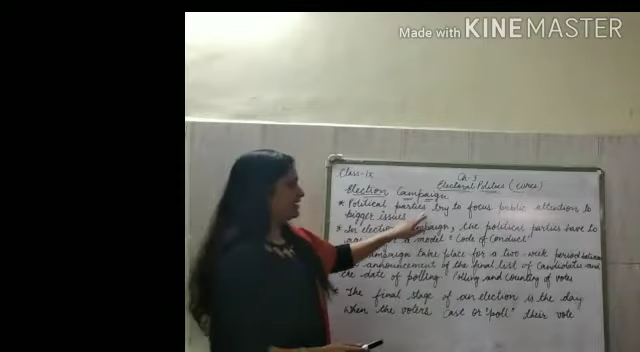 Made with KINEMASTER
Class-ix
Ch-3
Electoral Politics (civics)
Election Campaign
* Political parties try to focus public attention to
bigger issues
* In election campaign, the political parties have to
a model Code of Conduct
campaign take place for a two-week period between
announcement of the final list of candidates and
the date of polling Polling and Counting of votes
* The final stage of an election is the day
When the voters cast or "poll" their vote